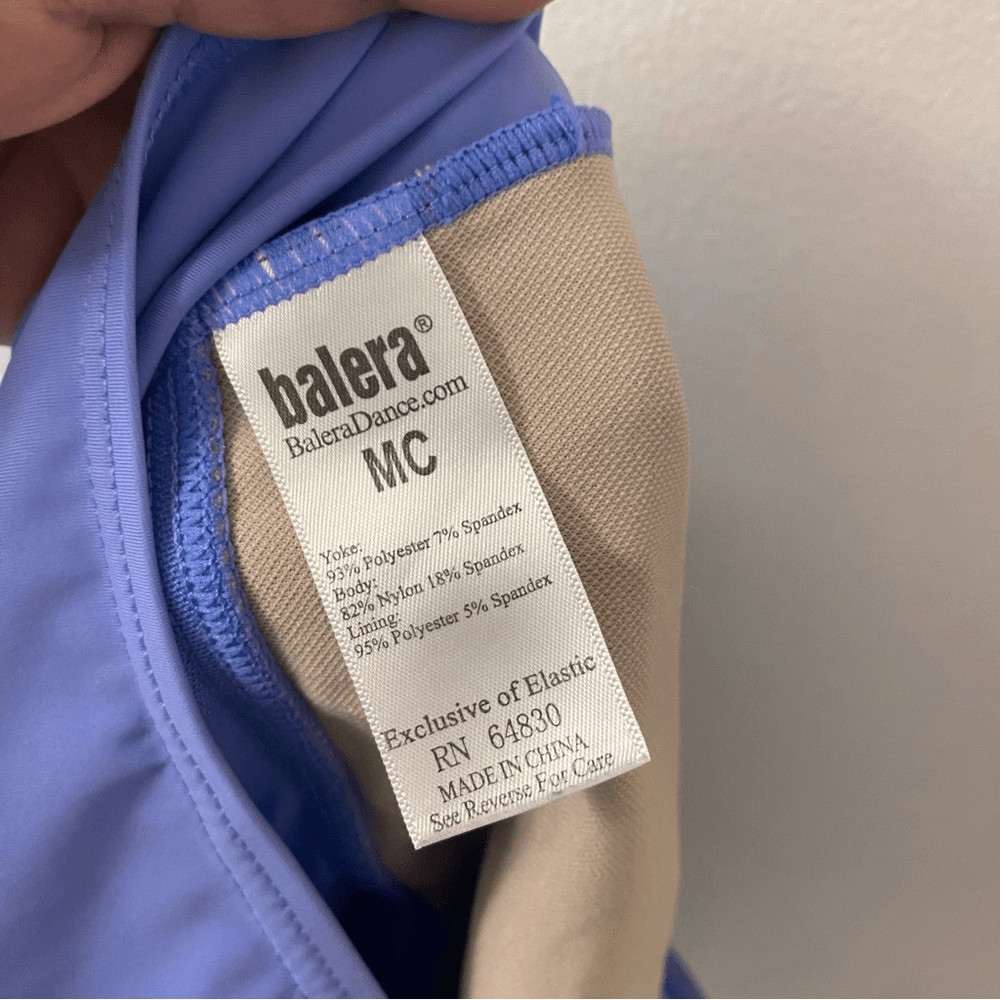 balera®
BaleraDance.com
MC
Yoke:
93% Polyester 7% Spandex
Body:
82% Nylon 18% Spandex
Lining:
95% Polyester 5% Spandex
Exclusive of Elastic
RN 64830
MADE IN CHINA
See Reverse For Care